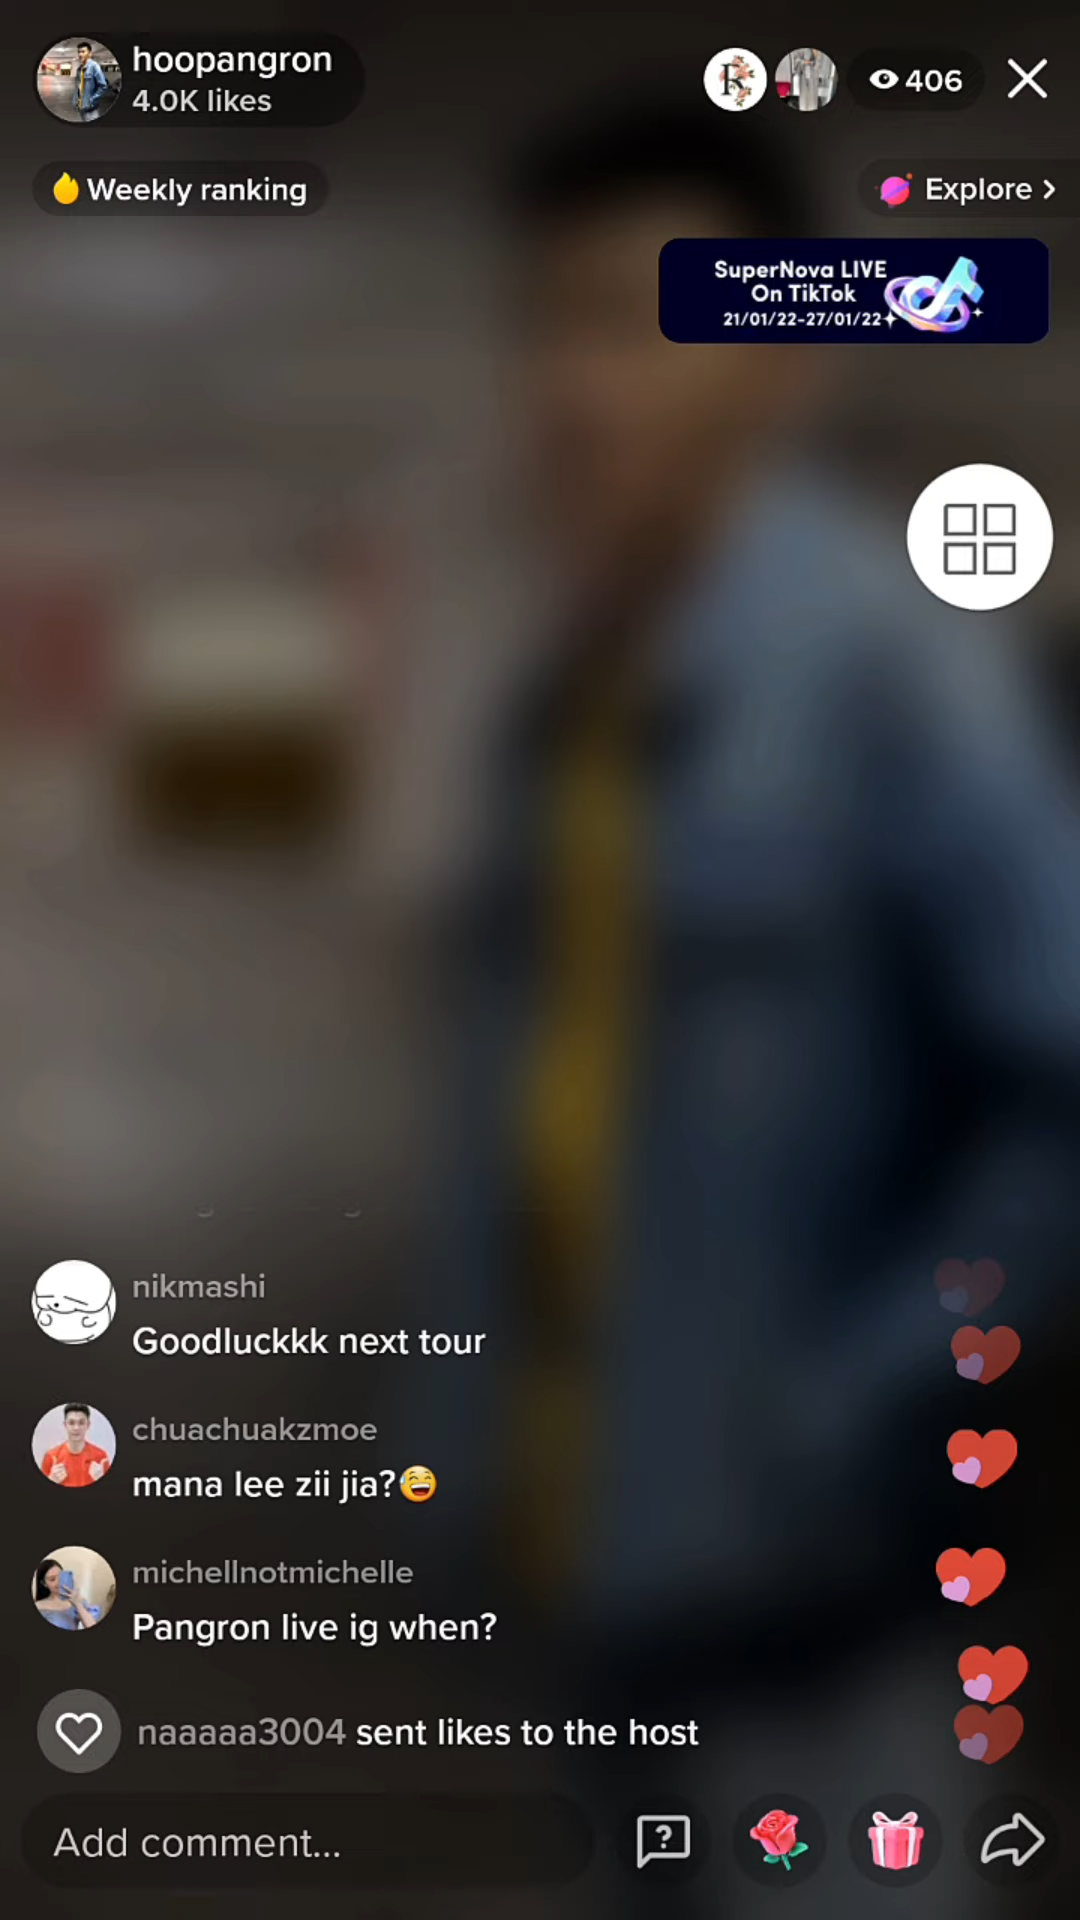 hoopangron
4.0K likes
R
406
Weekly ranking
Explore
SuperNova LIVE
On TikTok
21/01/22-27/01/22
nikmashi
Goodluckkk next tour
chuachuakzmoe
mana lee zii jia?😅
michellnotmichelle
Pangron live ig when?
naaaaa3004 sent likes to the host
Add comment...